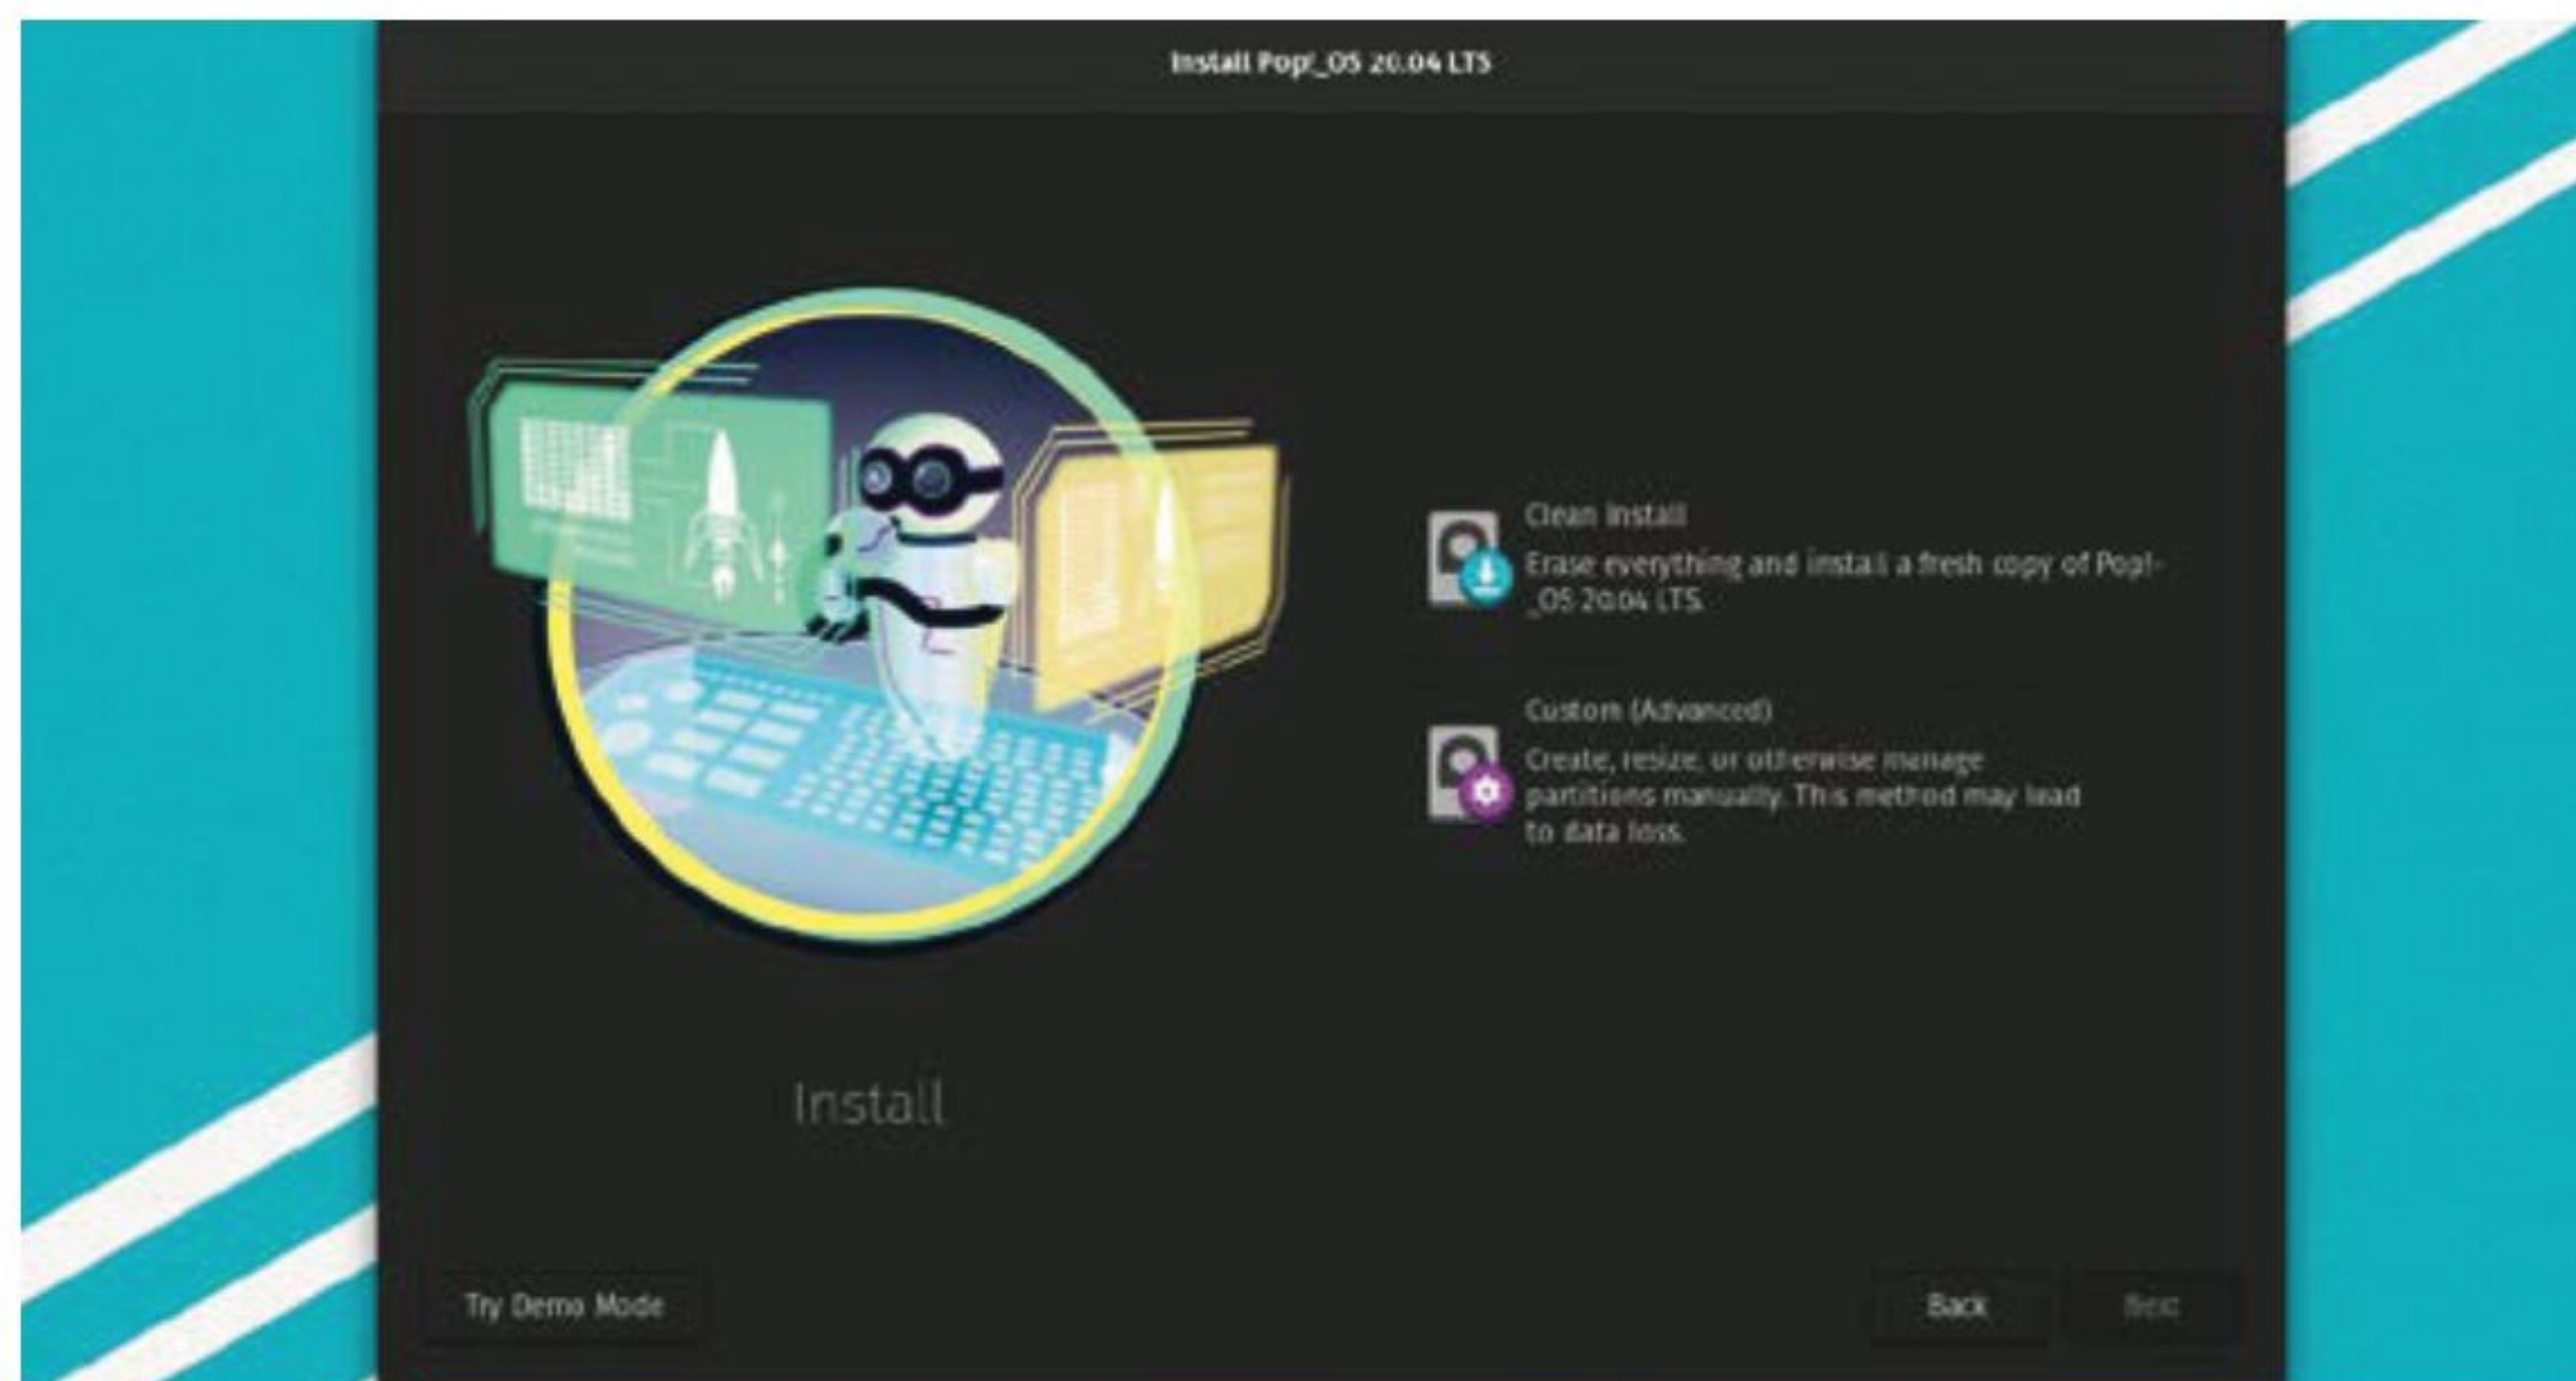 Install Pop!_OS 20.04 LTS
Clean Install
Erase everything and install a fresh copy of Pop!-
_OS 20.04 LTS.
Custom (Advanced)
Create, resize, or otherwise manage
partitions manually. This method may lead
to data loss.
Install
Try Demo Mode
Back
Next